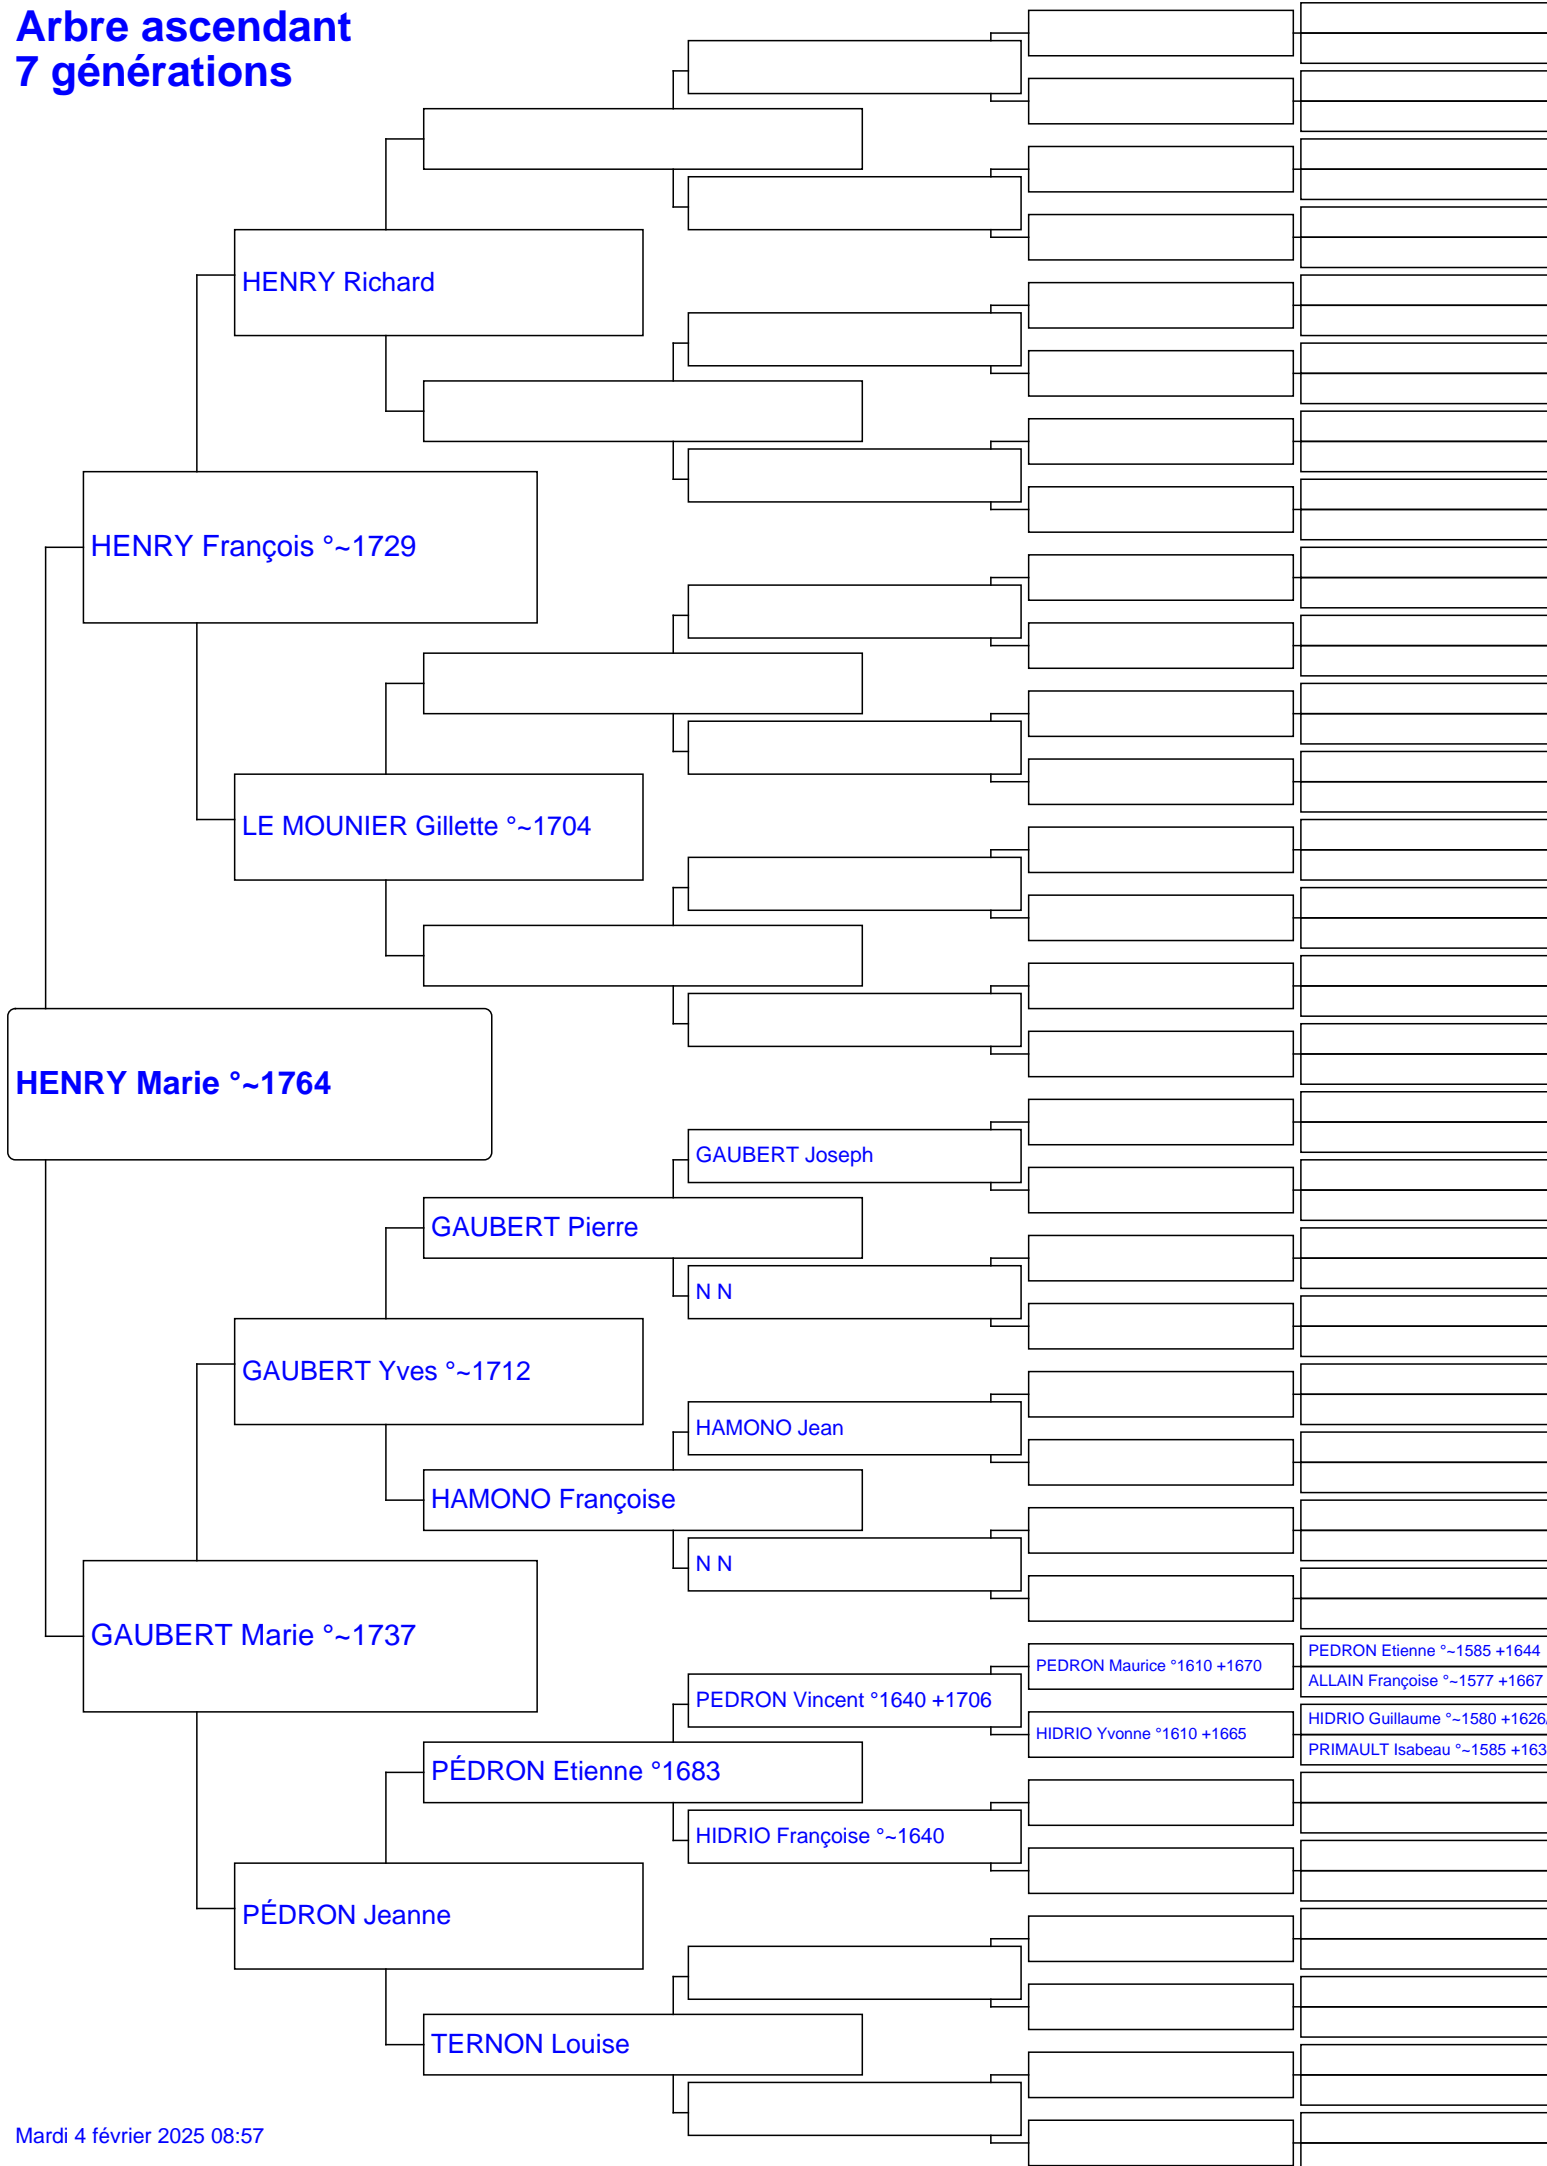 Arbre ascendant
7 générations
HENRY Richard
HENRY François °~1729
LE MOUNIER Gillette °~1704
HENRY Marie °~1764
GAUBERT Joseph
GAUBERT Pierre
N N
GAUBERT Yves °~1712
HAMONO Jean
HAMONO Françoise
N N
GAUBERT Marie °~1737
PEDRON Etienne °~1585 +1644
PEDRON Maurice °1610 +1670
ALLAIN Françoise °~1577 +1667
PEDRON Vincent °1640 +1706
HIDRIO Guillaume °~1580 +1626
HIDRIO Yvonne °1610 +1665
PRIMAULT Isabeau °~1585 +163
PÉDRON Etienne °1683
HIDRIO Françoise °~1640
PÉDRON Jeanne
TERNON Louise
Mardi 4 février 2025 08:57